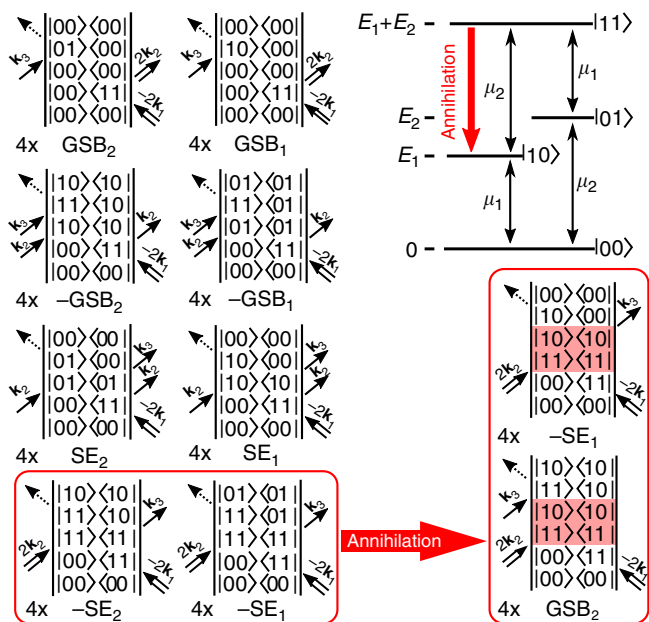 |00⟩⟨00|
k₃ |01⟩⟨00|
|00⟩⟨00| 2k₂
|00⟩⟨11|
|00⟩⟨00| −2k₁
4x GSB₂
|00⟩⟨00|
k₃ |10⟩⟨00|
|00⟩⟨00| 2k₂
|00⟩⟨11|
|00⟩⟨00| −2k₁
4x GSB₁
E₁+E₂ |11⟩
Annihilation
μ₂
μ₁
E₂ |01⟩
E₁ |10⟩
μ₁
μ₂
0 |00⟩
|10⟩⟨10|
k₃ |11⟩⟨10|
k₂ |10⟩⟨10| k₂
|00⟩⟨11|
|00⟩⟨00| −2k₁
4x −GSB₂
|01⟩⟨01|
k₃ |11⟩⟨01|
k₂ |01⟩⟨01| k₂
|00⟩⟨11|
|00⟩⟨00| −2k₁
4x −GSB₁
|00⟩⟨00|
|01⟩⟨00| k₃
|01⟩⟨01| k₂
k₂ |00⟩⟨11|
|00⟩⟨00| −2k₁
4x SE₂
|00⟩⟨00|
|10⟩⟨00| k₃
|10⟩⟨10| k₂
k₂ |00⟩⟨11|
|00⟩⟨00| −2k₁
4x SE₁
|10⟩⟨10|
|11⟩⟨10| k₃
2k₂ |11⟩⟨11|
|00⟩⟨11|
|00⟩⟨00| −2k₁
4x −SE₂
|01⟩⟨01|
|11⟩⟨01| k₃
2k₂ |11⟩⟨11|
|00⟩⟨11|
|00⟩⟨00| −2k₁
4x −SE₁
Annihilation
|00⟩⟨00|
|10⟩⟨00| k₃
|10⟩⟨10|
2k₂ |11⟩⟨11|
|00⟩⟨11|
|00⟩⟨00| −2k₁
4x −SE₁
|10⟩⟨10|
k₃ |11⟩⟨10|
|10⟩⟨10|
2k₂ |11⟩⟨11|
|00⟩⟨11|
|00⟩⟨00| −2k₁
4x GSB₂